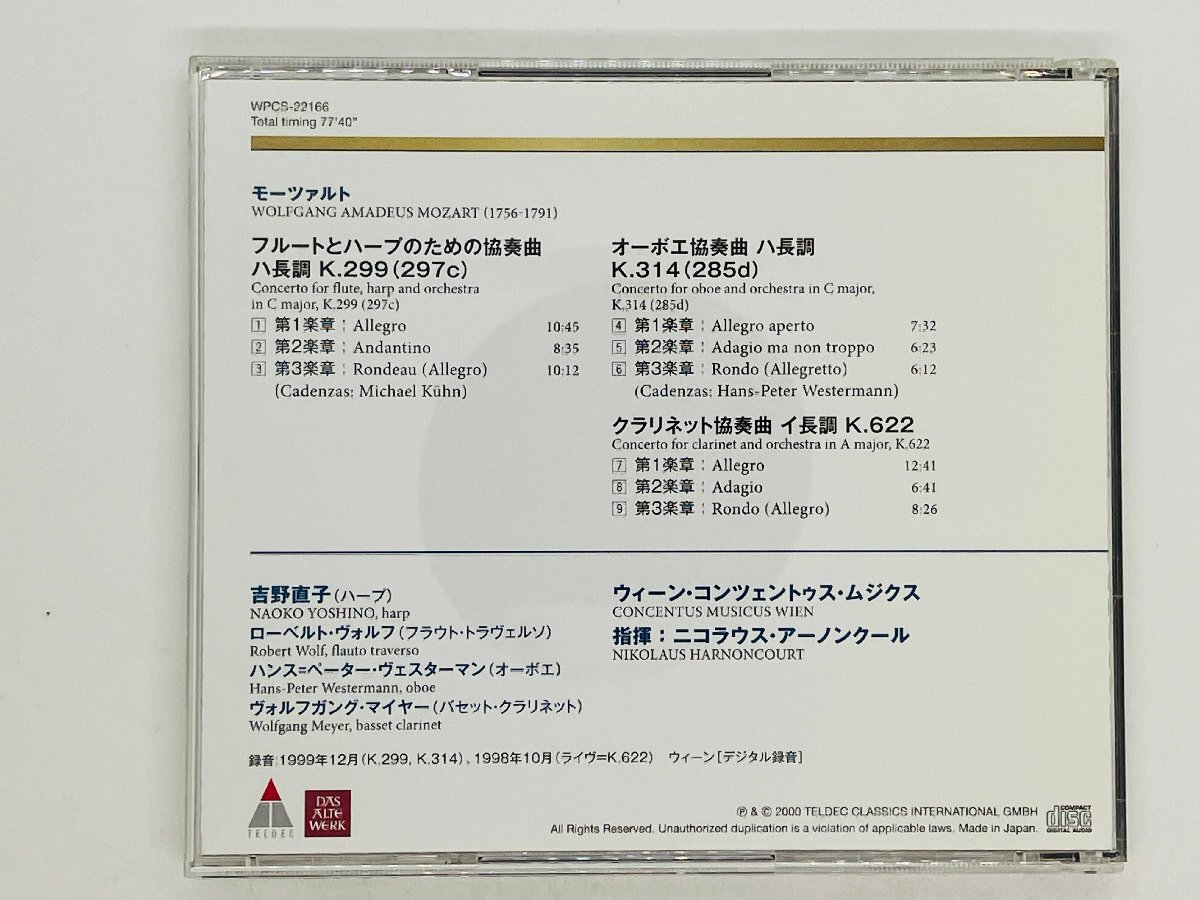 WPCS-22166
Total timing 77'40"
モーツァルト
WOLFGANG AMADEUS MOZART (1756-1791)
フルートとハープのための協奏曲
ハ長調 K.299(297c)
Concerto for flute, harp and orchestra
in C major, K.299 (297c)
1 第1楽章：Allegro 10:45
2 第2楽章：Andantino 8:35
3 第3楽章：Rondeau (Allegro) 10:12
(Cadenzas: Michael Kühn)
オーボエ協奏曲 ハ長調
K.314(285d)
Concerto for oboe and orchestra in C major,
K.314 (285d)
4 第1楽章：Allegro aperto 7:32
5 第2楽章：Adagio ma non troppo 6:23
6 第3楽章：Rondo (Allegretto) 6:12
(Cadenzas: Hans-Peter Westermann)
クラリネット協奏曲 イ長調 K.622
Concerto for clarinet and orchestra in A major, K.622
7 第1楽章：Allegro 12:41
8 第2楽章：Adagio 6:41
9 第3楽章：Rondo (Allegro) 8:26
吉野直子(ハープ)
NAOKO YOSHINO, harp
ローベルト・ヴォルフ(フラウト・トラヴェルソ)
Robert Wolf, flauto traverso
ハンス=ペーター・ヴェスターマン(オーボエ)
Hans-Peter Westermann, oboe
ヴォルフガング・マイヤー(バセット・クラリネット)
Wolfgang Meyer, basset clarinet
ウィーン・コンツェントゥス・ムジクス
CONCENTUS MUSICUS WIEN
指揮：ニコラウス・アーノンクール
NIKOLAUS HARNONCOURT
録音:1999年12月(K.299, K.314)、1998年10月(ライヴ=K.622) ウィーン[デジタル録音]
TELDEC
DAS
ALTE
WERK
℗ & © 2000 TELDEC CLASSICS INTERNATIONAL GMBH
All Rights Reserved. Unauthorized duplication is a violation of applicable laws. Made in Japan.
COMPACT
disc
DIGITAL AUDIO